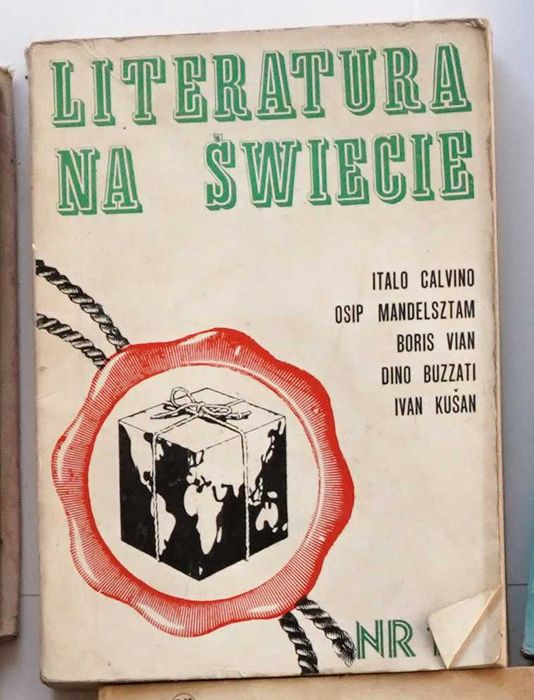 LITERATURA
NA ŚWIECIE
ITALO CALVINO
OSIP MANDELSZTAM
BORIS VIAN
DINO BUZZATI
IVAN KUŠAN
NR